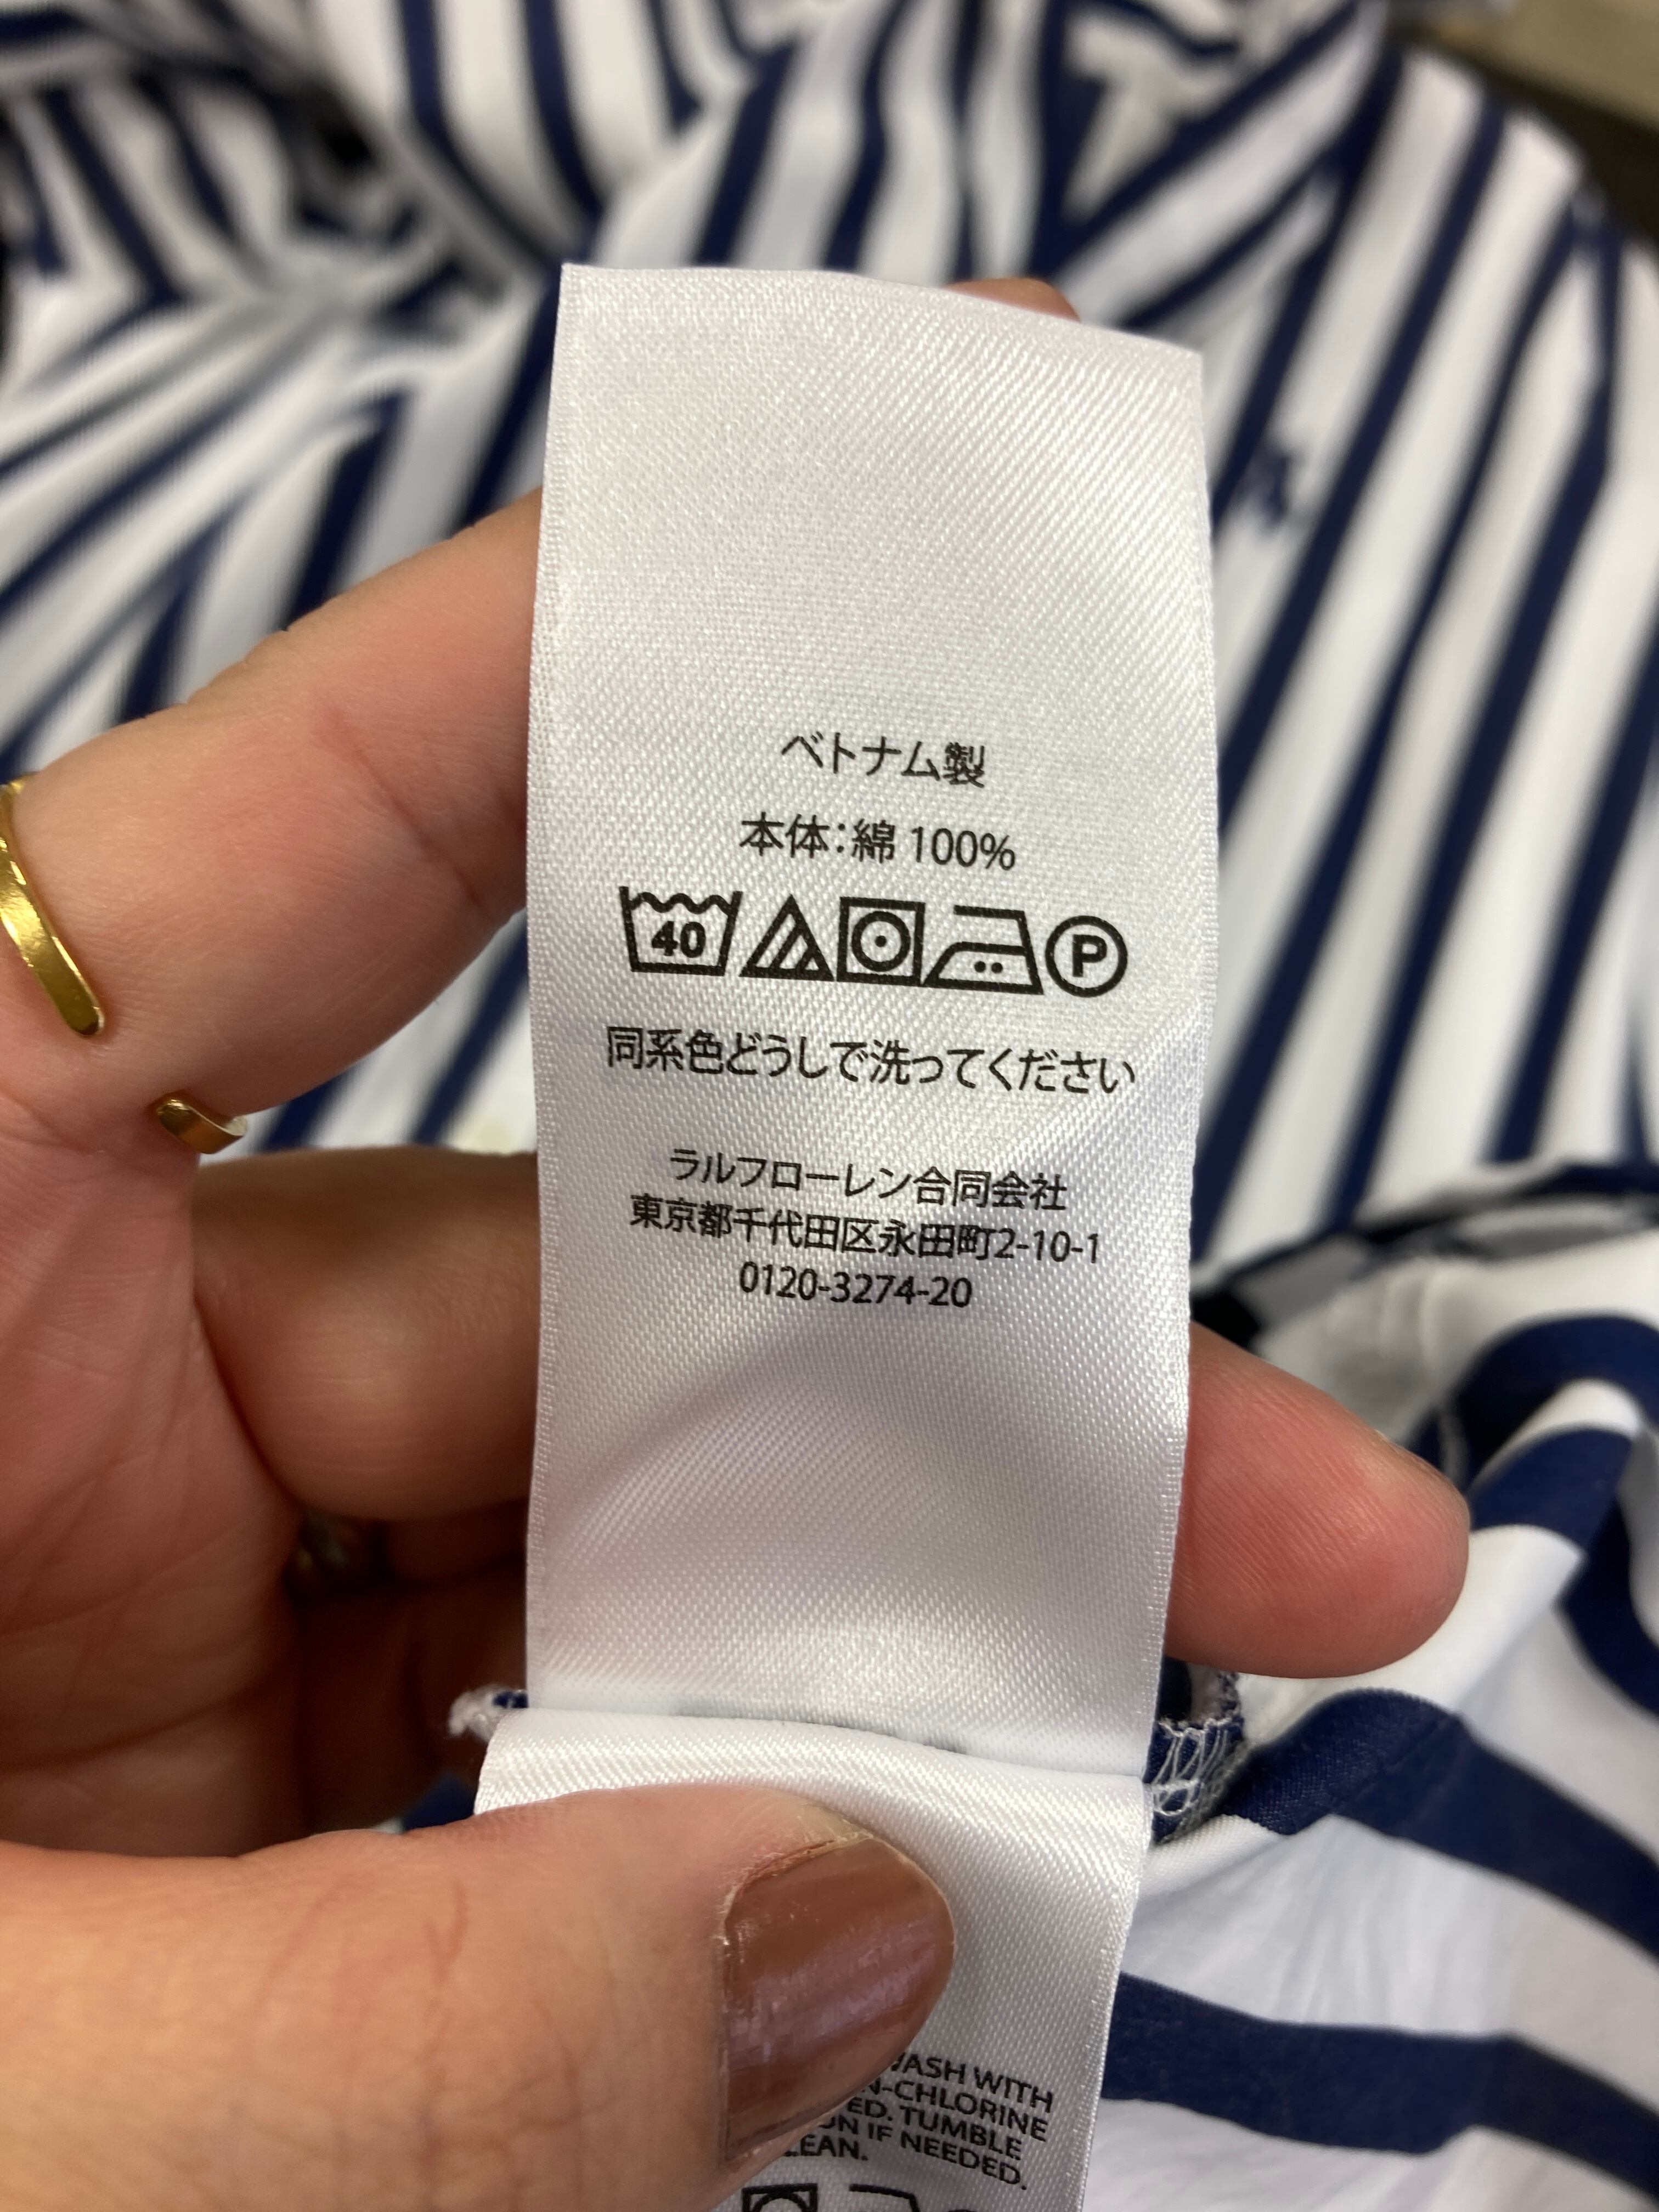 ベトナム製
本体：綿 100%
40
P
同系色どうしで洗ってください
ラルフローレン合同会社
東京都千代田区永田町2-10-1
0120-3274-20
WASH WITH
-CHLORINE
TUMBLE
IF NEEDED.